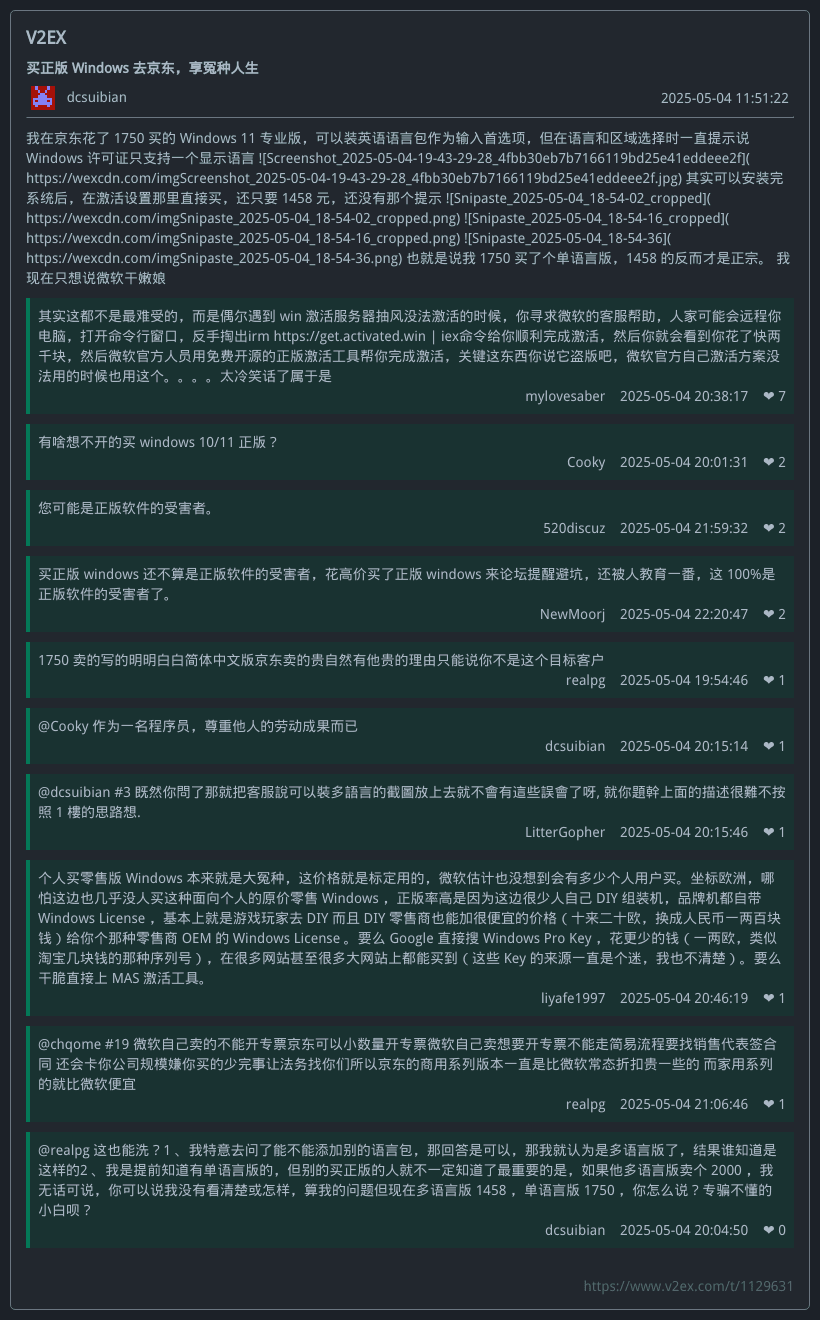 V2EX
买正版 Windows 去京东，享冤种人生
dcsuibian 2025-05-04 11:51:22
我在京东花了 1750 买的 Windows 11 专业版，可以装英语语言包作为输入首选项，但在语言和区域选择时一直提示说
Windows 许可证只支持一个显示语言 ![Screenshot_2025-05-04-19-43-29-28_4fbb30eb7b7166119bd25e41eddeee2f](
https://wexcdn.com/imgScreenshot_2025-05-04-19-43-29-28_4fbb30eb7b7166119bd25e41eddeee2f.jpg) 其实可以安装完
系统后，在激活设置那里直接买，还只要 1458 元，还没有那个提示 ![Snipaste_2025-05-04_18-54-02_cropped](
https://wexcdn.com/imgSnipaste_2025-05-04_18-54-02_cropped.png) ![Snipaste_2025-05-04_18-54-16_cropped](
https://wexcdn.com/imgSnipaste_2025-05-04_18-54-16_cropped.png) ![Snipaste_2025-05-04_18-54-36](
https://wexcdn.com/imgSnipaste_2025-05-04_18-54-36.png) 也就是说我 1750 买了个单语言版，1458 的反而才是正宗。 我
现在只想说微软干嫩娘
其实这都不是最难受的，而是偶尔遇到 win 激活服务器抽风没法激活的时候，你寻求微软的客服帮助，人家可能会远程你
电脑，打开命令行窗口，反手掏出irm https://get.activated.win | iex命令给你顺利完成激活，然后你就会看到你花了快两
千块，然后微软官方人员用免费开源的正版激活工具帮你完成激活，关键这东西你说它盗版吧，微软官方自己激活方案没
法用的时候也用这个。。。。太冷笑话了属于是
mylovesaber 2025-05-04 20:38:17 ❤ 7
有啥想不开的买 windows 10/11 正版？
Cooky 2025-05-04 20:01:31 ❤ 2
您可能是正版软件的受害者。
520discuz 2025-05-04 21:59:32 ❤ 2
买正版 windows 还不算是正版软件的受害者，花高价买了正版 windows 来论坛提醒避坑，还被人教育一番，这 100%是
正版软件的受害者了。
NewMoorj 2025-05-04 22:20:47 ❤ 2
1750 卖的写的明明白白简体中文版京东卖的贵自然有他贵的理由只能说你不是这个目标客户
realpg 2025-05-04 19:54:46 ❤ 1
@Cooky 作为一名程序员，尊重他人的劳动成果而已
dcsuibian 2025-05-04 20:15:14 ❤ 1
@dcsuibian #3 既然你問了那就把客服說可以裝多語言的截圖放上去就不會有這些誤會了呀, 就你題幹上面的描述很難不按
照 1 樓的思路想.
LitterGopher 2025-05-04 20:15:46 ❤ 1
个人买零售版 Windows 本来就是大冤种，这价格就是标定用的，微软估计也没想到会有多少个人用户买。坐标欧洲，哪
怕这边也几乎没人买这种面向个人的原价零售 Windows ，正版率高是因为这边很少人自己 DIY 组装机，品牌机都自带
Windows License ，基本上就是游戏玩家去 DIY 而且 DIY 零售商也能加很便宜的价格（十来二十欧，换成人民币一两百块
钱）给你个那种零售商 OEM 的 Windows License 。要么 Google 直接搜 Windows Pro Key ，花更少的钱（一两欧，类似
淘宝几块钱的那种序列号），在很多网站甚至很多大网站上都能买到（这些 Key 的来源一直是个迷，我也不清楚）。要么
干脆直接上 MAS 激活工具。
liyafe1997 2025-05-04 20:46:19 ❤ 1
@chqome #19 微软自己卖的不能开专票京东可以小数量开专票微软自己卖想要开专票不能走简易流程要找销售代表签合
同 还会卡你公司规模嫌你买的少完事让法务找你们所以京东的商用系列版本一直是比微软常态折扣贵一些的 而家用系列
的就比微软便宜
realpg 2025-05-04 21:06:46 ❤ 1
@realpg 这也能洗？1 、我特意去问了能不能添加别的语言包，那回答是可以，那我就认为是多语言版了，结果谁知道是
这样的2 、我是提前知道有单语言版的，但别的买正版的人就不一定知道了最重要的是，如果他多语言版卖个 2000 ，我
无话可说，你可以说我没有看清楚或怎样，算我的问题但现在多语言版 1458 ，单语言版 1750 ，你怎么说？专骗不懂的
小白呗？
dcsuibian 2025-05-04 20:04:50 ❤ 0
https://www.v2ex.com/t/1129631